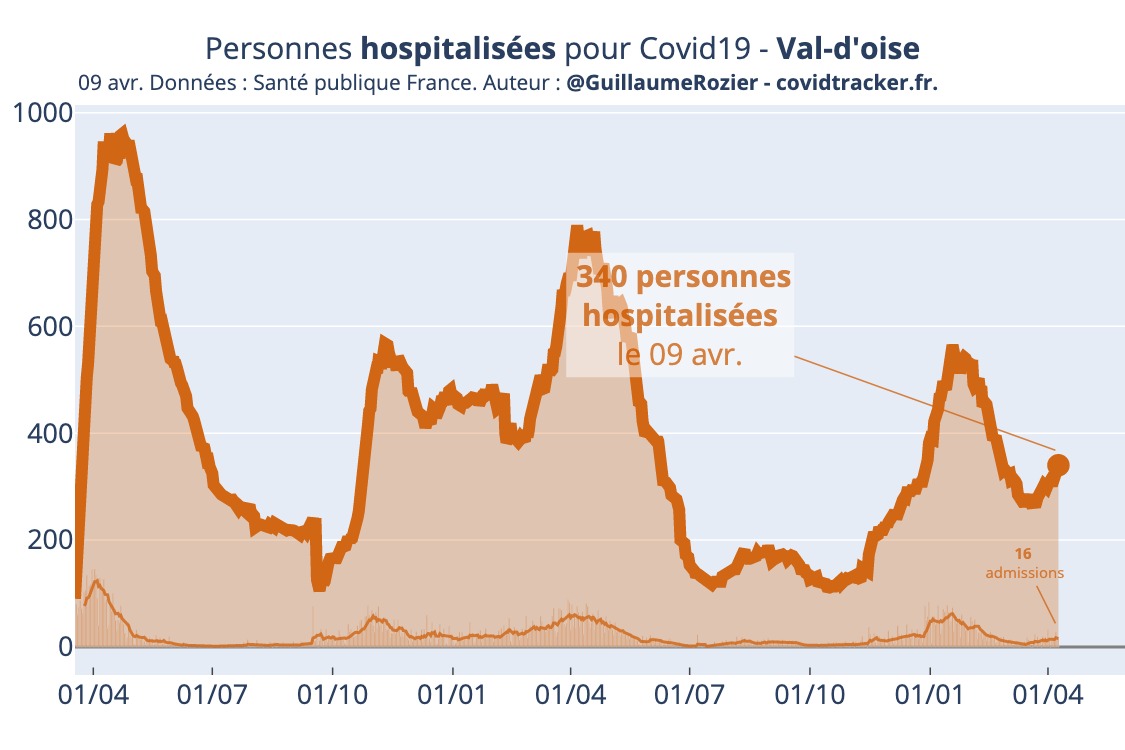 Personnes hospitalisées pour Covid19 - Val-d'oise
09 avr. Données : Santé publique France. Auteur : @GuillaumeRozier - covidtracker.fr.
1000
800
600
400
200
0
340 personnes
hospitalisées
le 09 avr.
16
admissions
01/04 01/07 01/10 01/01 01/04 01/07 01/10 01/01 01/04